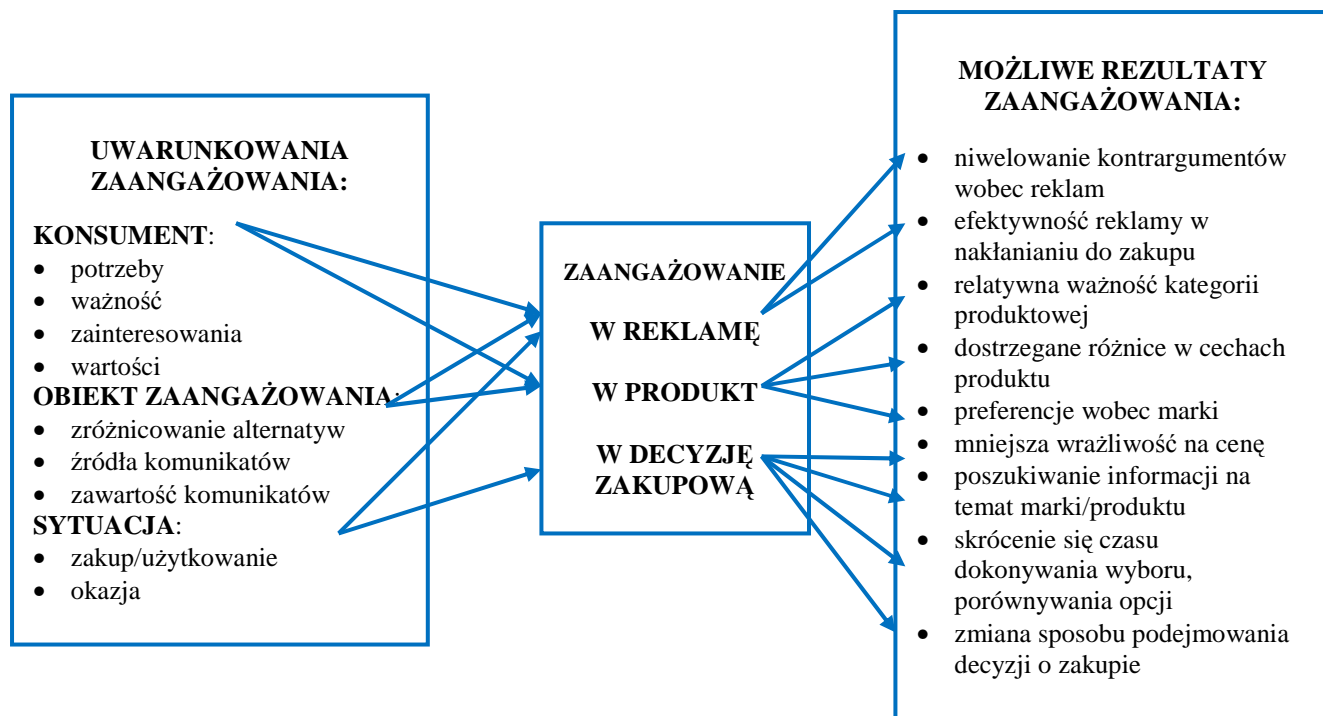 UWARUNKOWANIA
ZAANGAŻOWANIA:
KONSUMENT:
• potrzeby
• ważność
• zainteresowania
• wartości
OBIEKT ZAANGAŻOWANIA:
• zróżnicowanie alternatyw
• źródła komunikatów
• zawartość komunikatów
SYTUACJA:
• zakup/użytkowanie
• okazja
ZAANGAŻOWANIE
W REKLAMĘ
W PRODUKT
W DECYZJĘ
ZAKUPOWĄ
MOŻLIWE REZULTATY
ZAANGAŻOWANIA:
• niwelowanie kontrargumentów
wobec reklam
• efektywność reklamy w
nakłanianiu do zakupu
• relatywna ważność kategorii
produktowej
• dostrzegane różnice w cechach
produktu
• preferencje wobec marki
• mniejsza wrażliwość na cenę
• poszukiwanie informacji na
temat marki/produktu
• skrócenie się czasu
dokonywania wyboru,
porównywania opcji
• zmiana sposobu podejmowania
decyzji o zakupie